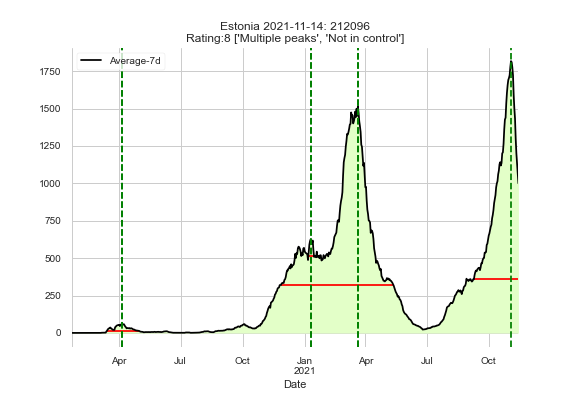 Estonia 2021-11-14: 212096
Rating:8 ['Multiple peaks', 'Not in control']
Average-7d
1750
1500
1250
1000
750
500
250
0
Apr Jul Oct Jan Apr Jul Oct
2021
Date